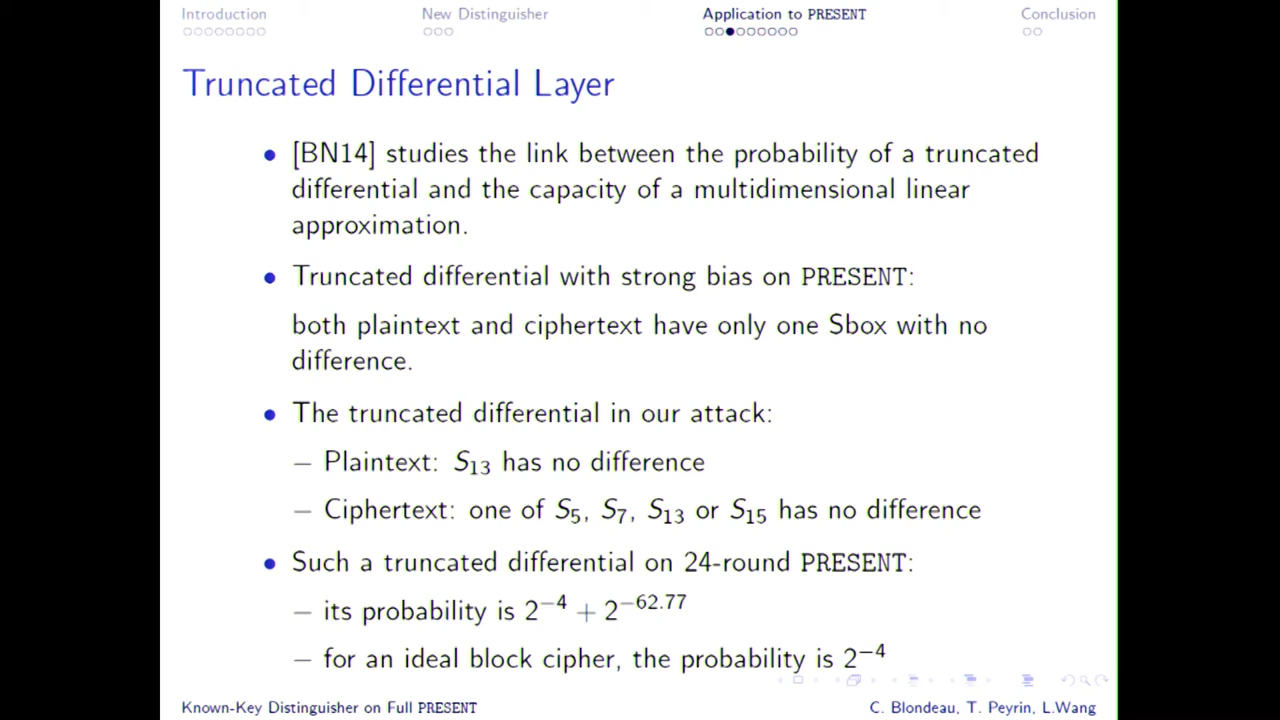 Introduction New Distinguisher Application to PRESENT Conclusion
Truncated Differential Layer
• [BN14] studies the link between the probability of a truncated
differential and the capacity of a multidimensional linear
approximation.
• Truncated differential with strong bias on PRESENT:
both plaintext and ciphertext have only one Sbox with no
difference.
• The truncated differential in our attack:
– Plaintext: S₁₃ has no difference
– Ciphertext: one of S₅, S₇, S₁₃ or S₁₅ has no difference
• Such a truncated differential on 24-round PRESENT:
– its probability is 2^{−4} + 2^{−62.77}
– for an ideal block cipher, the probability is 2^{−4}
Known-Key Distinguisher on Full PRESENT C. Blondeau, T. Peyrin, L.Wang